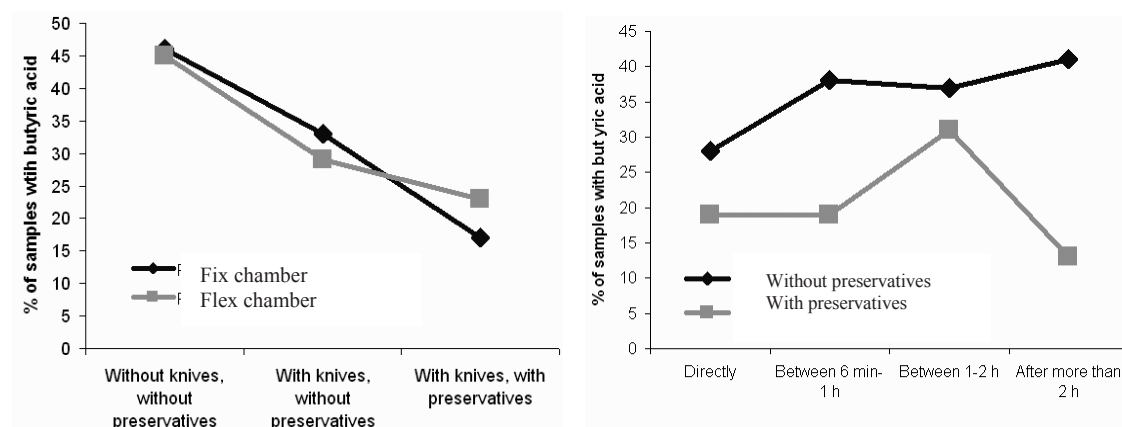 % of samples wtih butyric acid
50
45
40
35
30
25
20
15
10
5
0
Fix chamber
Flex chamber
Without knives,
without
preservatives
With knives,
without
preservatives
With knives, with
preservatives
% of samples with but yric acid
45
40
35
30
25
20
15
10
5
0
Without preservatives
With preservatives
Directly
Between 6 min-
1 h
Between 1-2 h
After more than
2 h